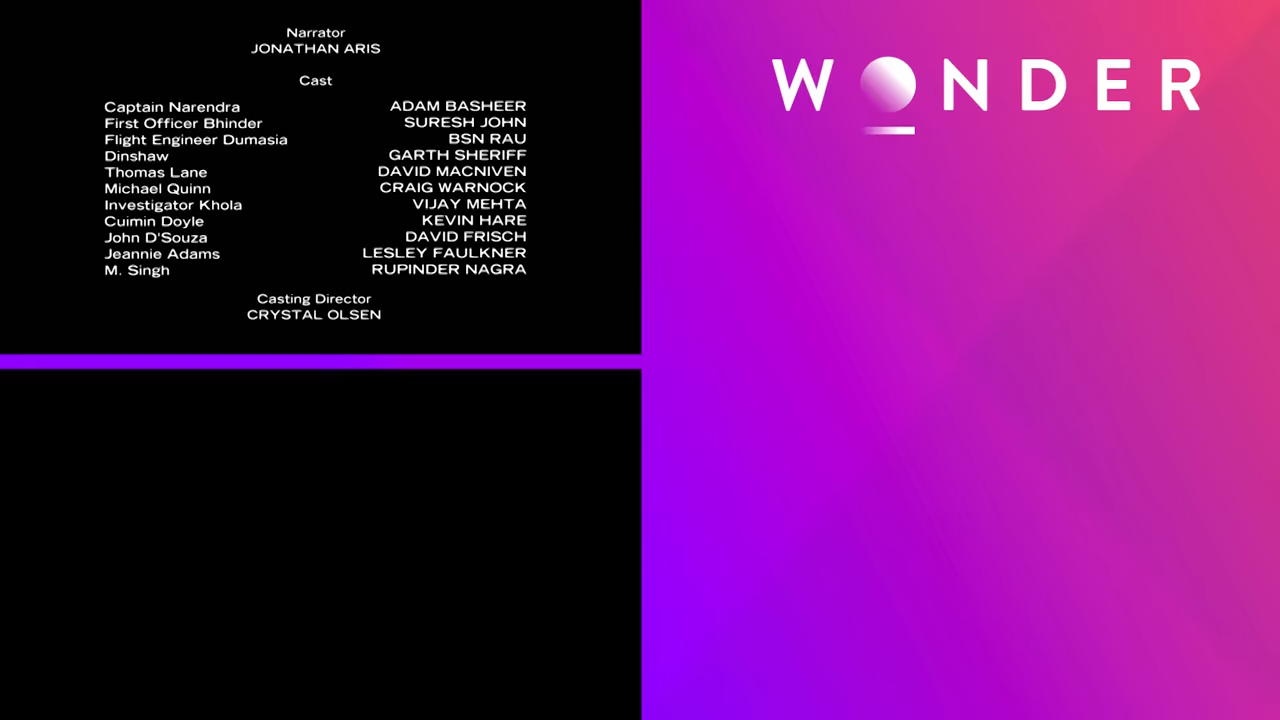 Narrator
JONATHAN ARIS
Cast
Captain Narendra ADAM BASHEER
First Officer Bhinder SURESH JOHN
Flight Engineer Dumasia BSN RAU
Dinshaw GARTH SHERIFF
Thomas Lane DAVID MACNIVEN
Michael Quinn CRAIG WARNOCK
Investigator Khola VIJAY MEHTA
Cuimin Doyle KEVIN HARE
John D'Souza DAVID FRISCH
Jeannie Adams LESLEY FAULKNER
M. Singh RUPINDER NAGRA
Casting Director
CRYSTAL OLSEN
WONDER